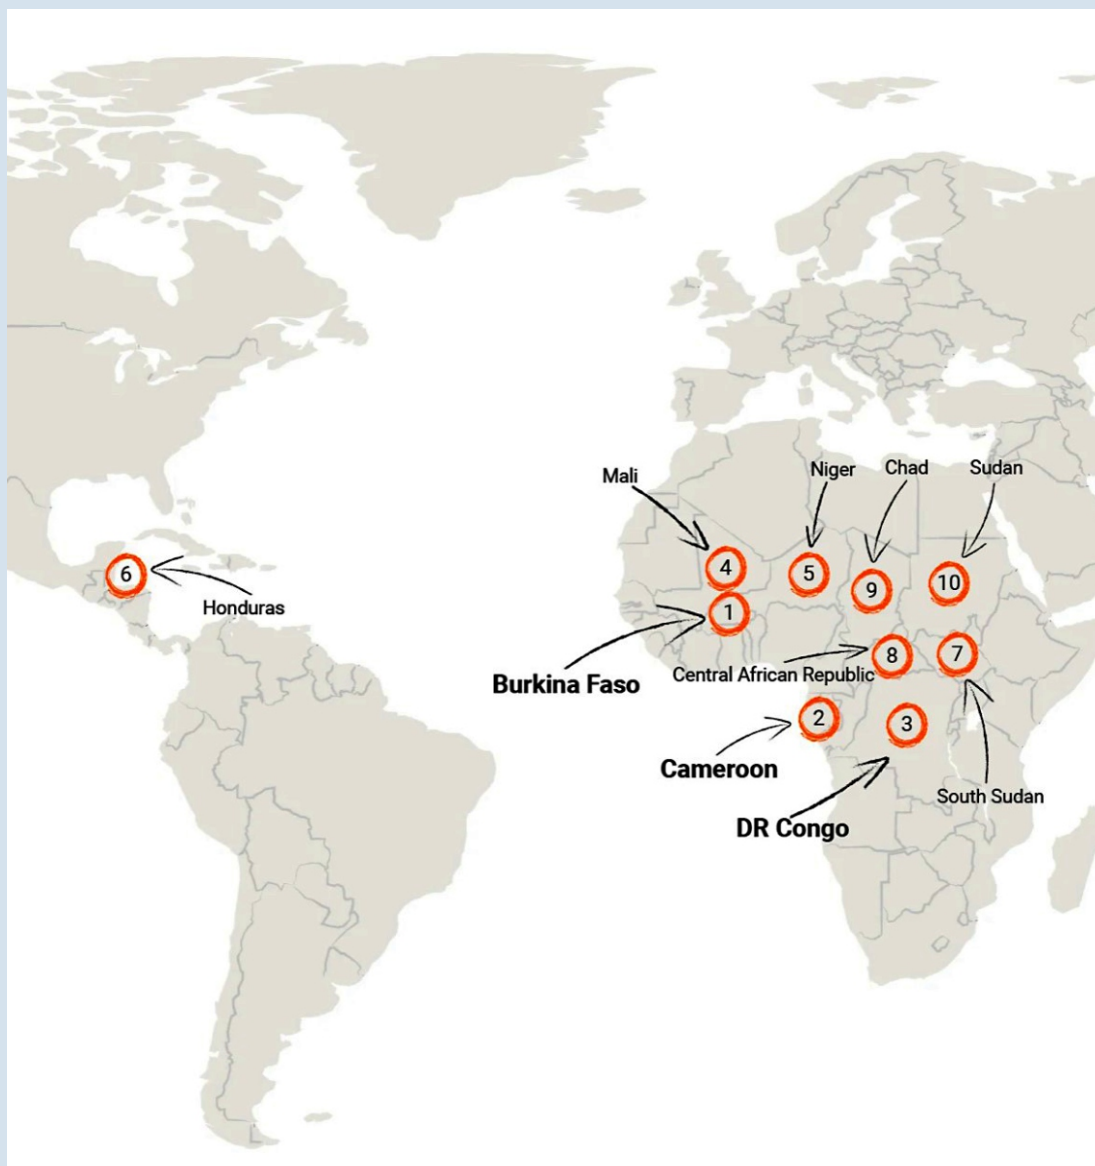 Mali
Niger
Chad
Sudan
4
5
9
10
6
Honduras
1
Burkina Faso
Central African Republic
8
7
2
3
Cameroon
South Sudan
DR Congo